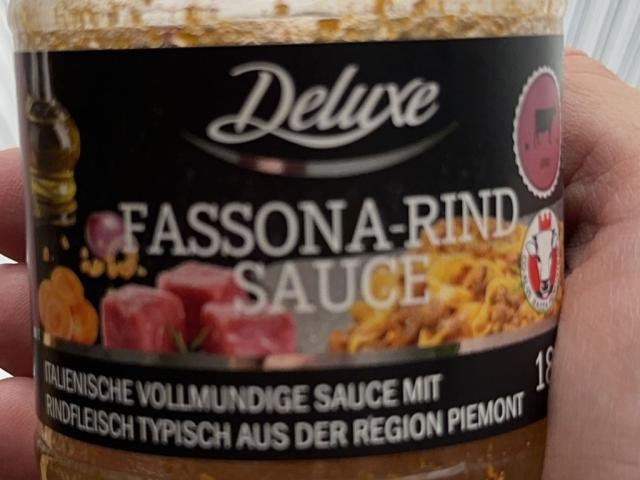 Deluxe
FASSONA-RIND
SAUCE
ITALIENISCHE VOLLMUNDIGE SAUCE MIT
RINDFLEISCH TYPISCH AUS DER REGION PIEMONT